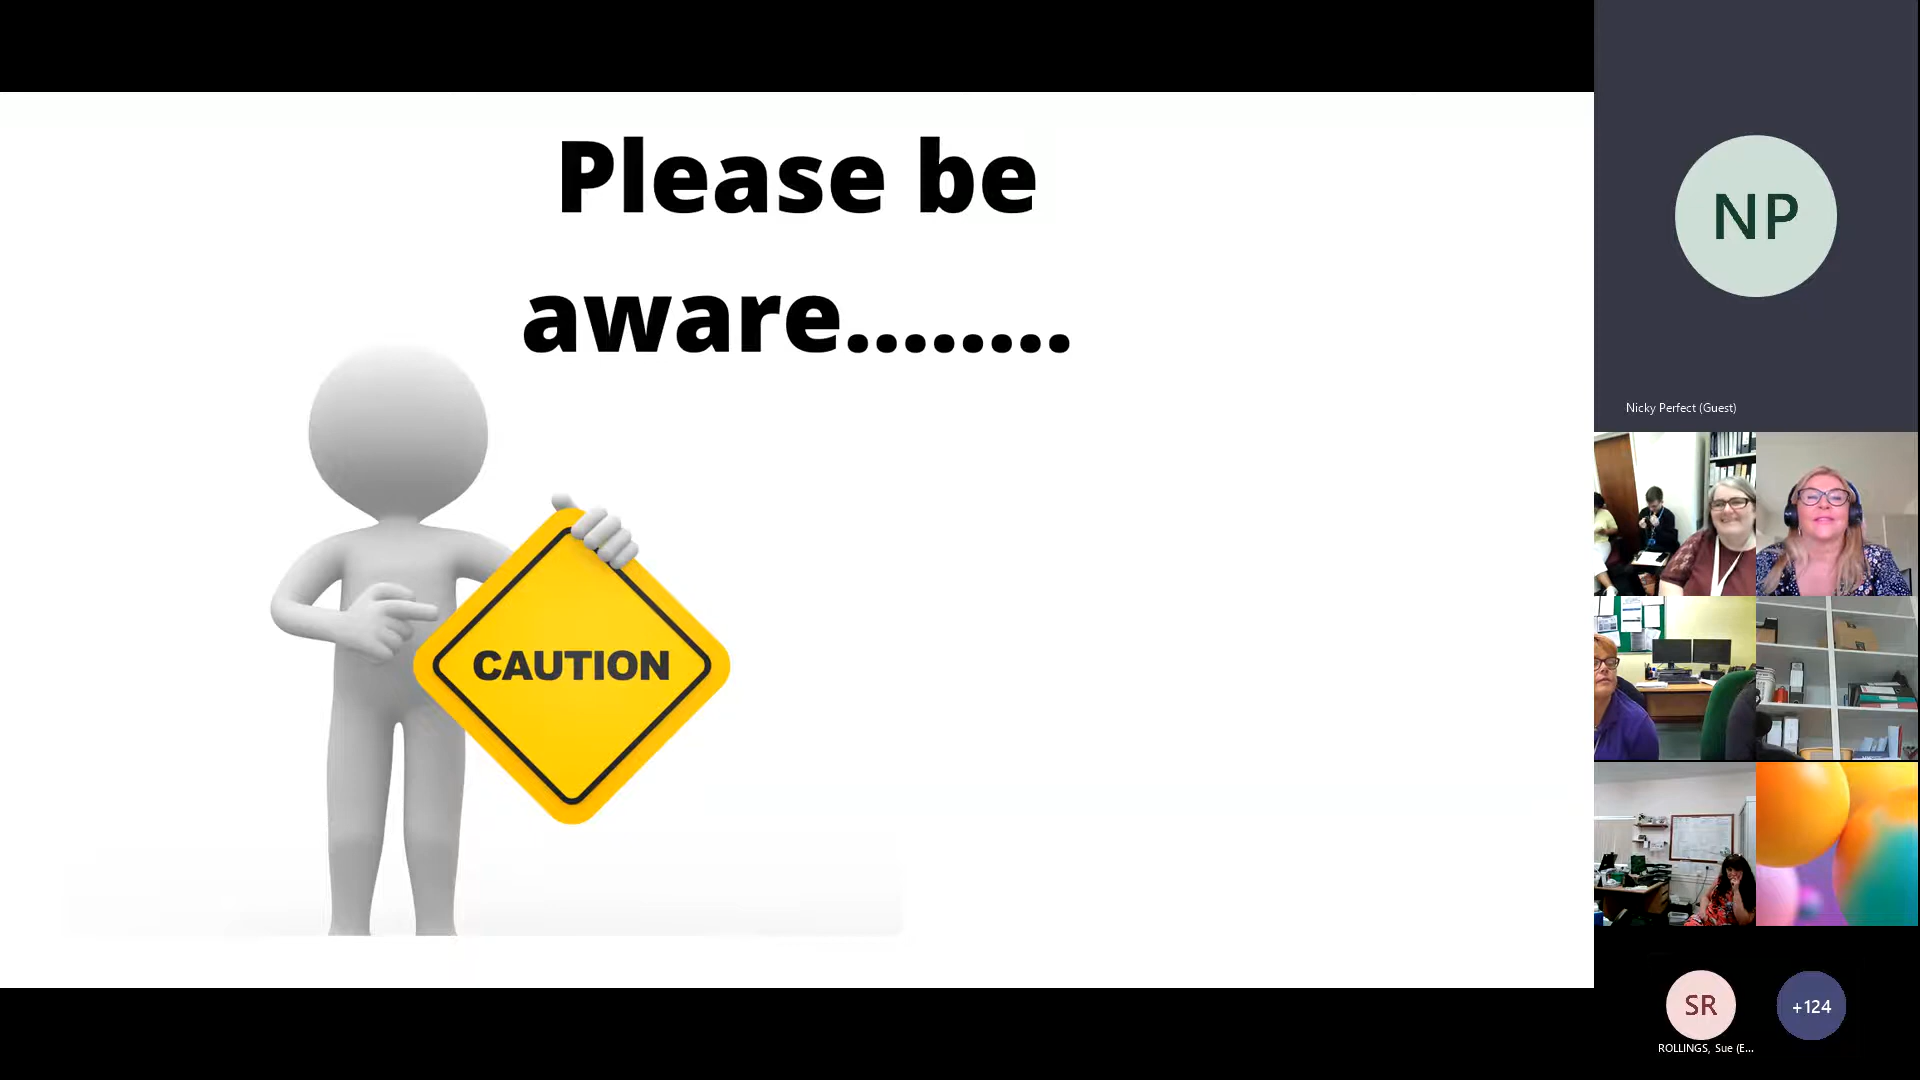 Please be
aware........
CAUTION
NP
Nicky Perfect (Guest)
SR
+124
ROLLINGS, Sue (E...